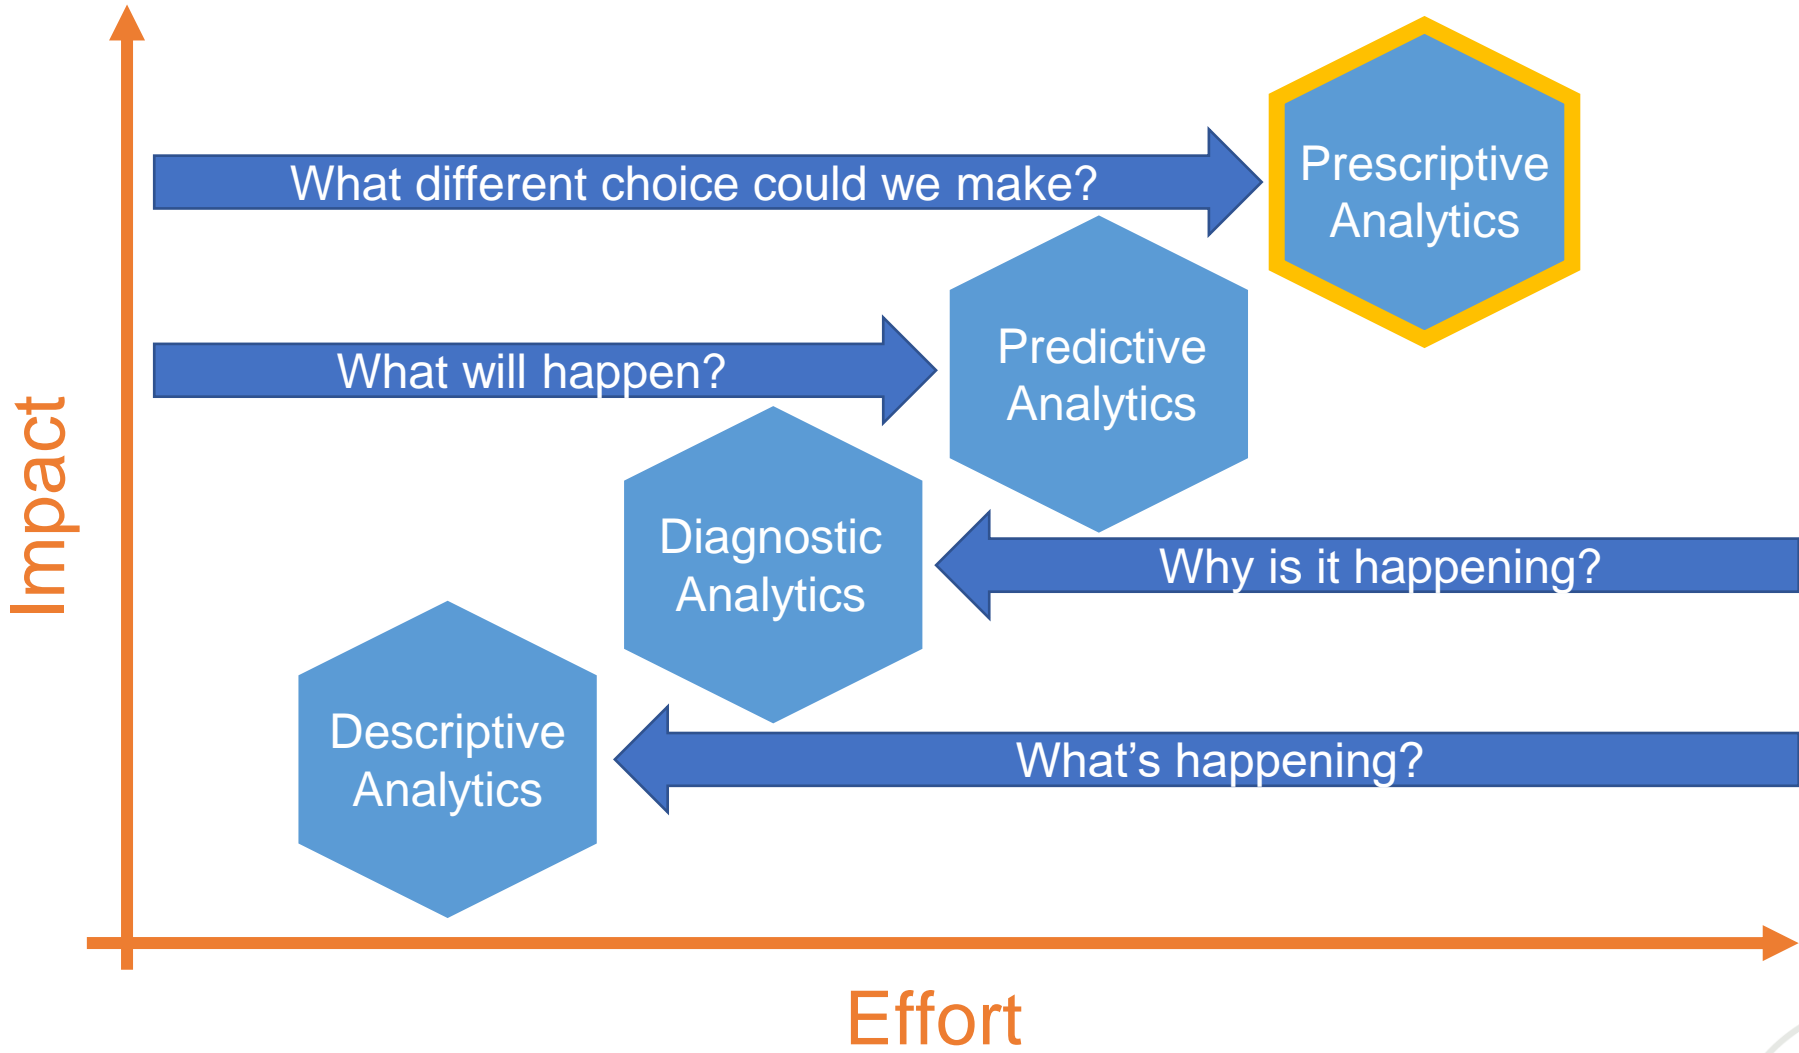 What different choice could we make?
Prescriptive
Analytics
What will happen?
Predictive
Analytics
Impact
Diagnostic
Analytics
Why is it happening?
Descriptive
Analytics
What’s happening?
Effort